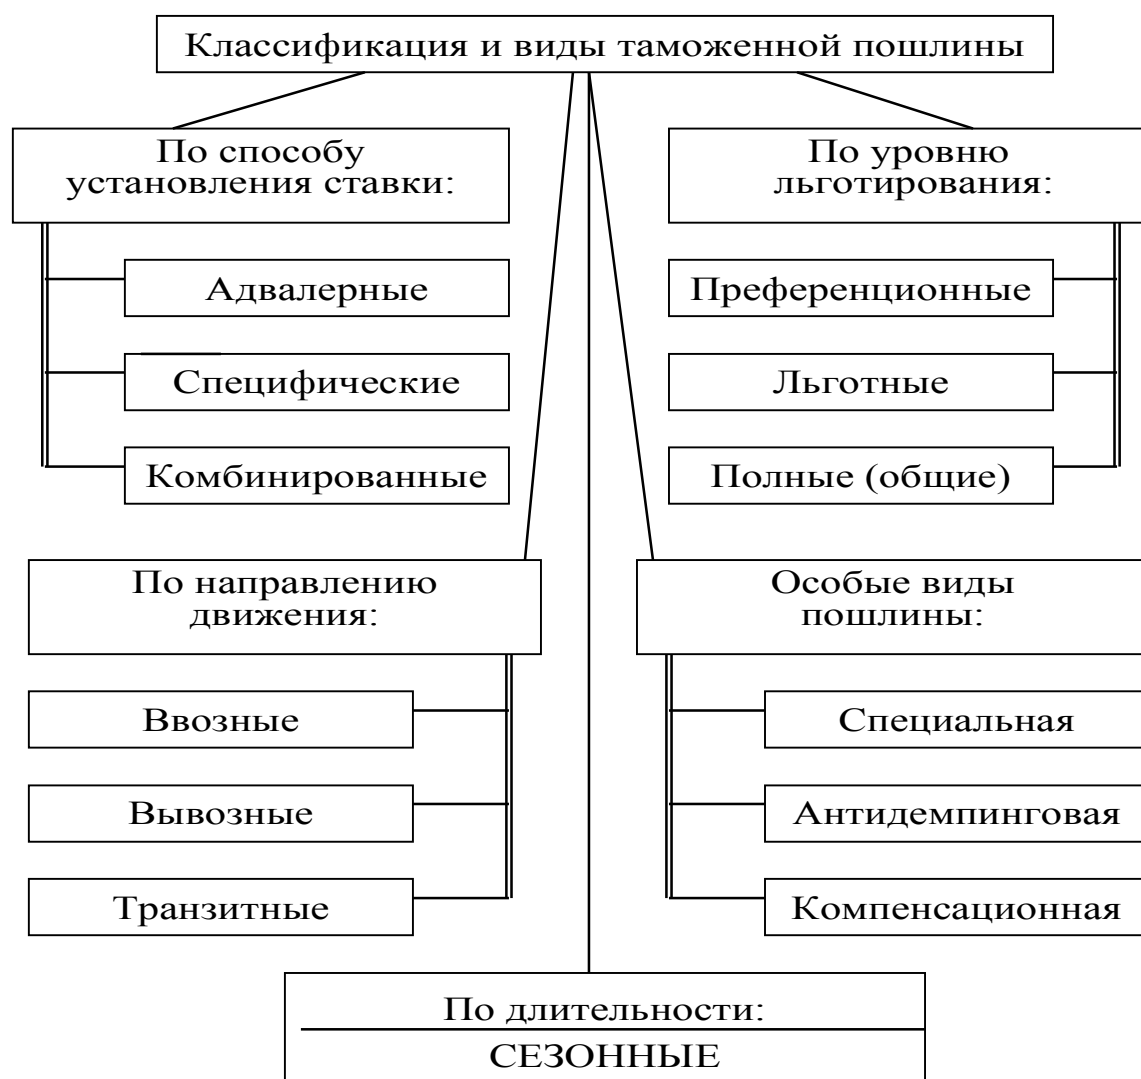 Классификация и виды таможенной пошлины
По способу
установления ставки:
Адвалерные
Специфические
Комбинированные
По уровню
льготирования:
Преференционные
Льготные
Полные (общие)
По направлению
движения:
Ввозные
Вывозные
Транзитные
Особые виды
пошлины:
Специальная
Антидемпинговая
Компенсационная
По длительности:
СЕЗОННЫЕ